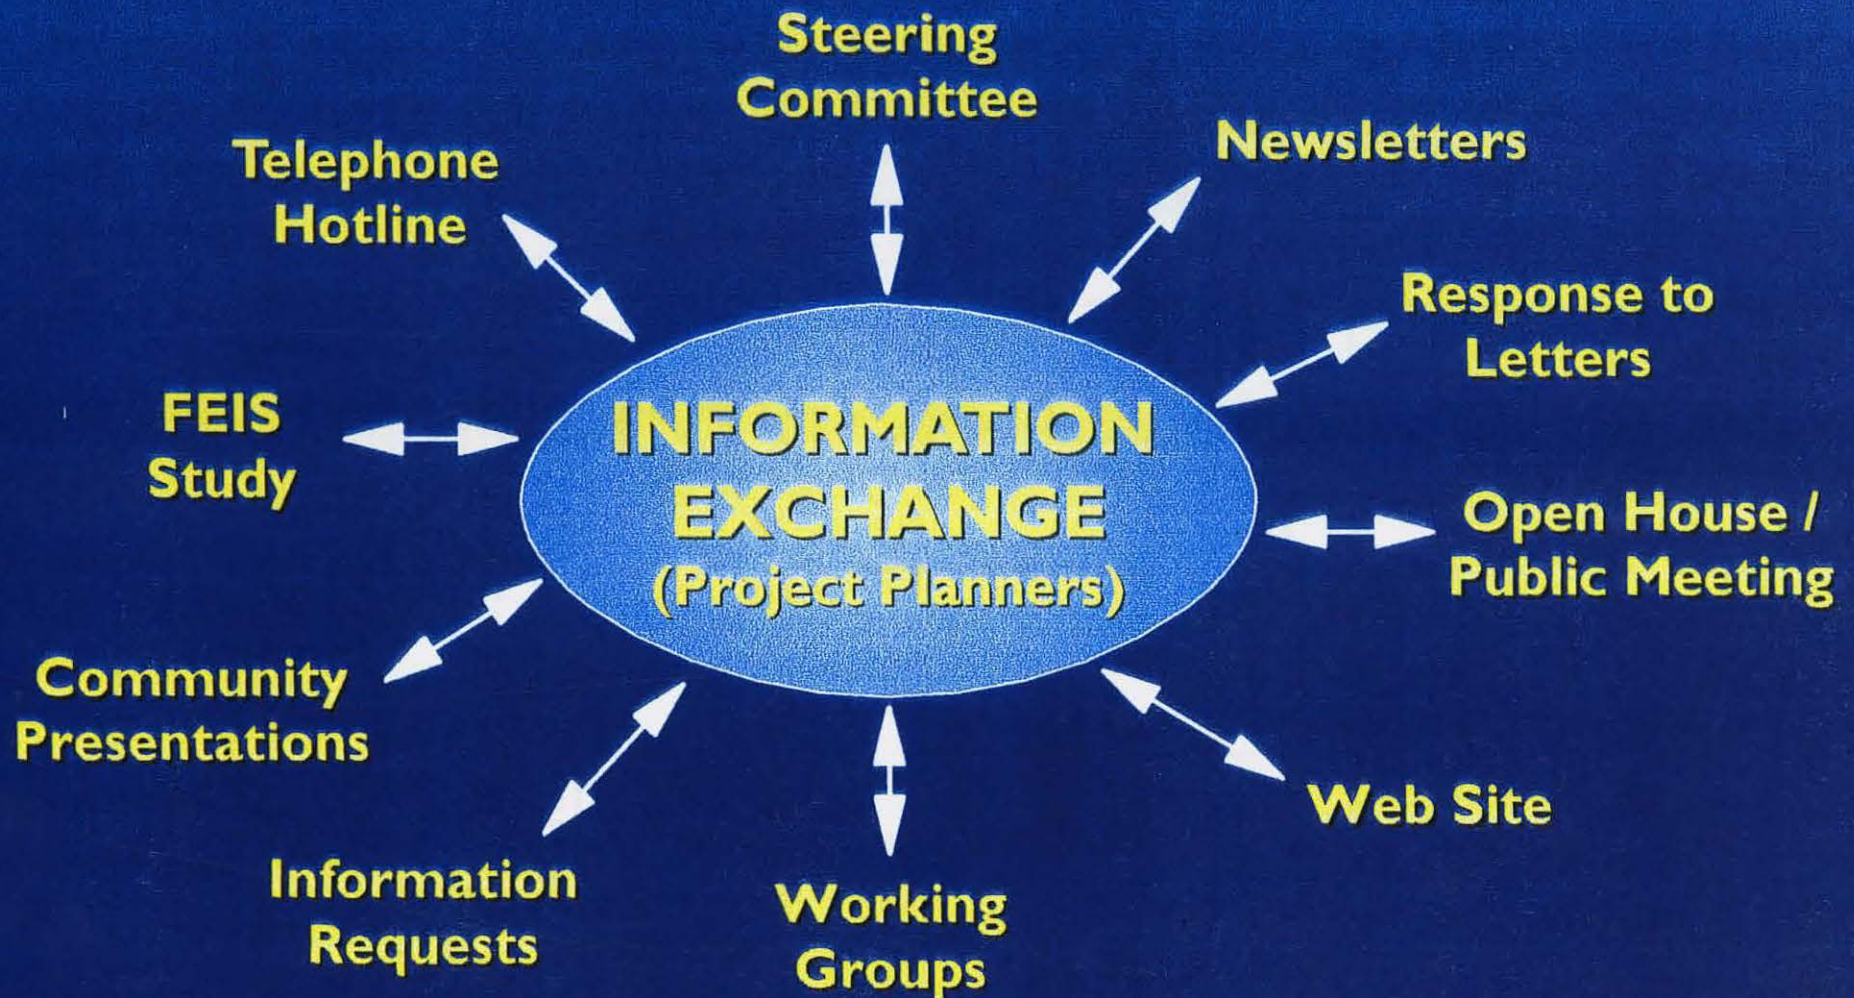 Steering
Committee
Newsletters
Telephone
Hotline
Response to
Letters
FEIS
Study
INFORMATION
EXCHANGE
(Project Planners)
Open House /
Public Meeting
Community
Presentations
Web Site
Information
Requests
Working
Groups